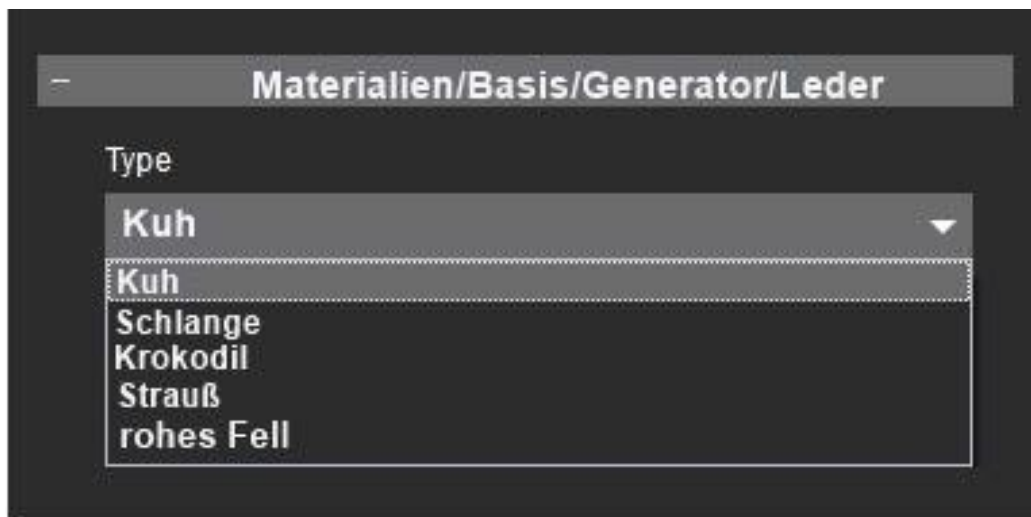 Materialien/Basis/Generator/Leder
Type
Kuh
Kuh
Schlange
Krokodil
Strauß
rohes Fell